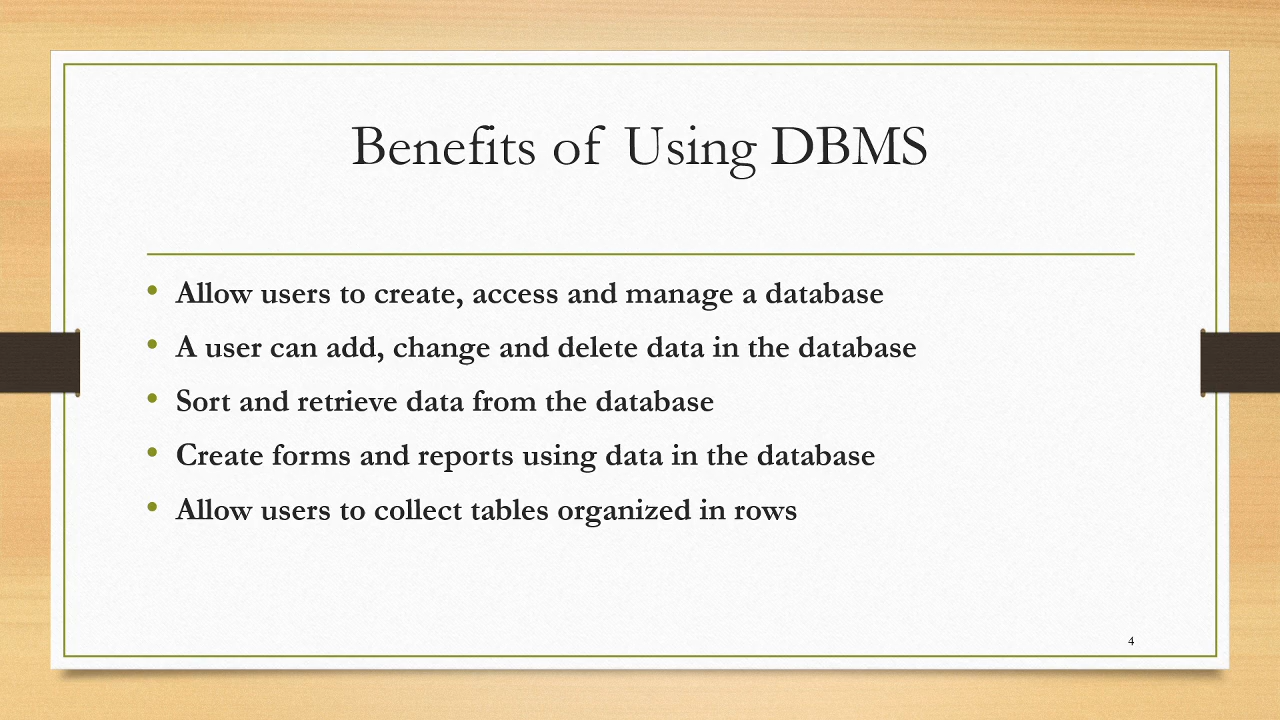 Benefits of Using DBMS
• Allow users to create, access and manage a database
• A user can add, change and delete data in the database
• Sort and retrieve data from the database
• Create forms and reports using data in the database
• Allow users to collect tables organized in rows
4